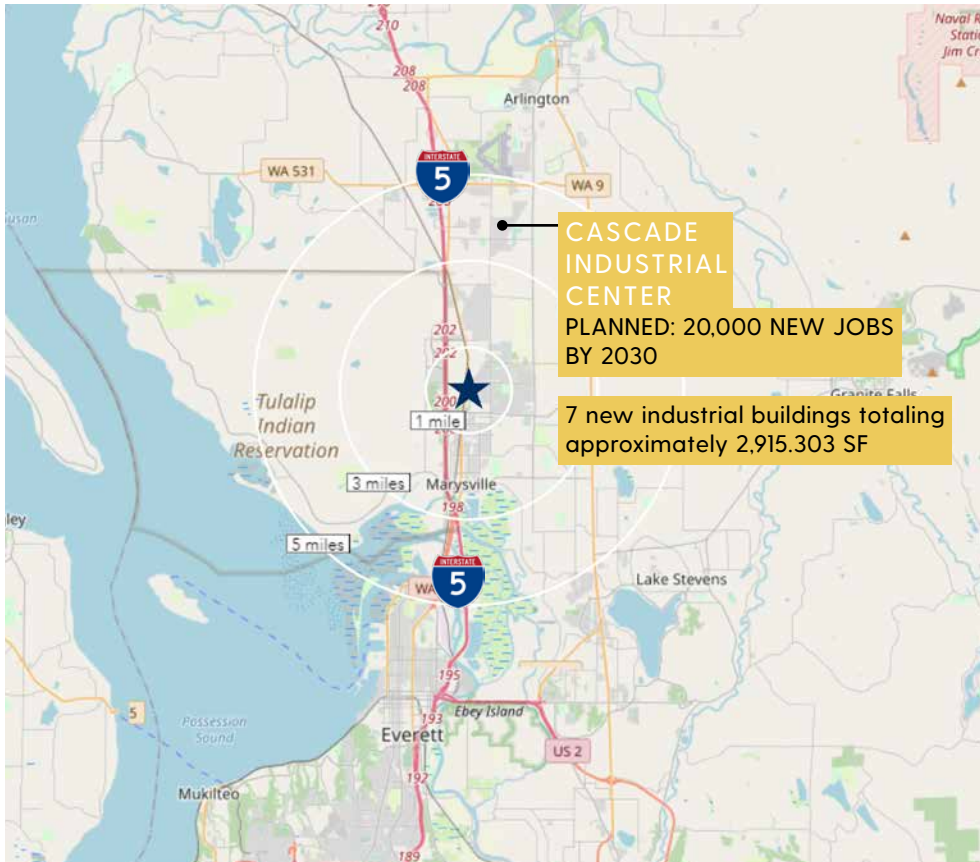 210
Naval R
Statio
Jim Cr
208
208
Arlington
WA 531
INTERSTATE
5
WA 9
Susan
CASCADE
INDUSTRIAL
CENTER
PLANNED: 20,000 NEW JOBS
BY 2030
202
202
Granite Falls
200
1 mile
7 new industrial buildings totaling
approximately 2,915.303 SF
Tulalip
Indian
Reservation
3 miles
Marysville
198
ley
5 miles
INTERSTATE
5
WA
Lake Stevens
195
5
Possession
Sound
193
Ebey Island
Everett
US 2
192
Mukilteo
189